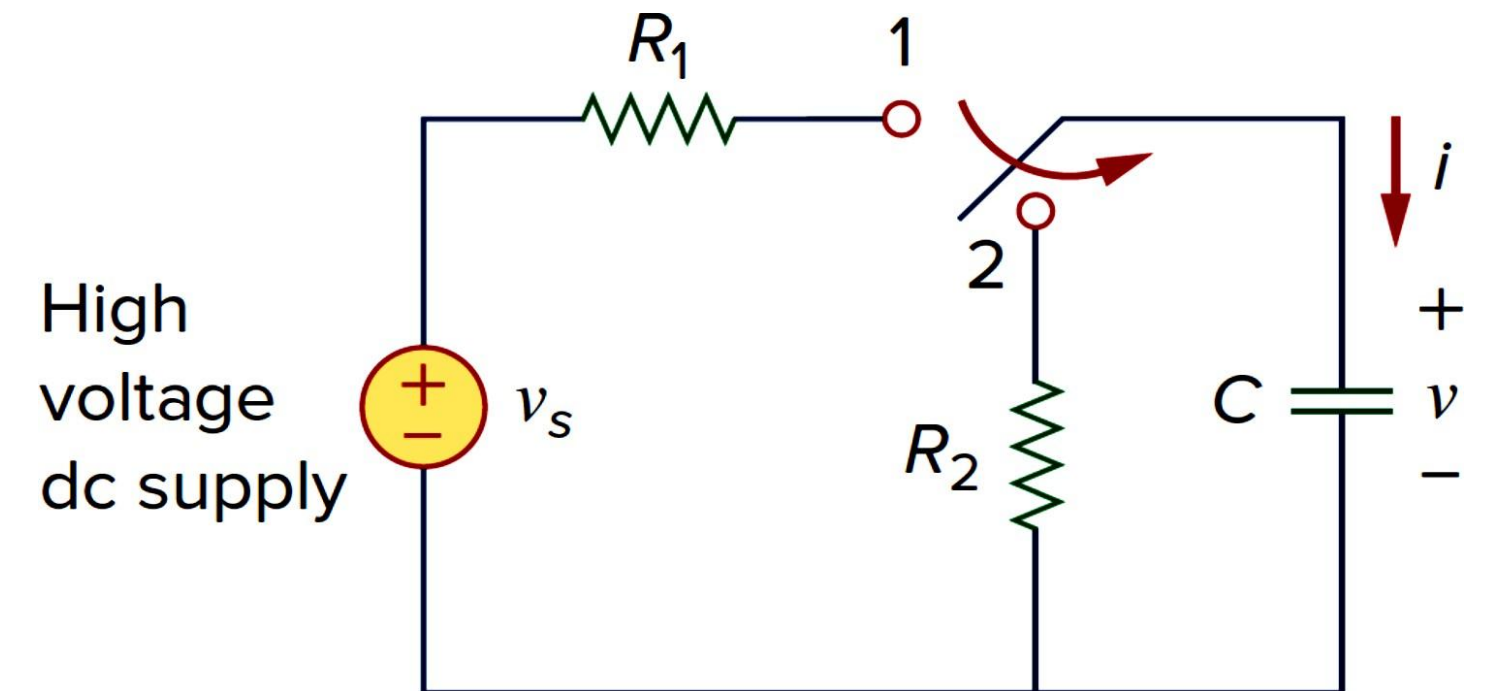 R₁
1
i
2
High
voltage
dc supply
+
−
vₛ
R₂
C
+
v
−